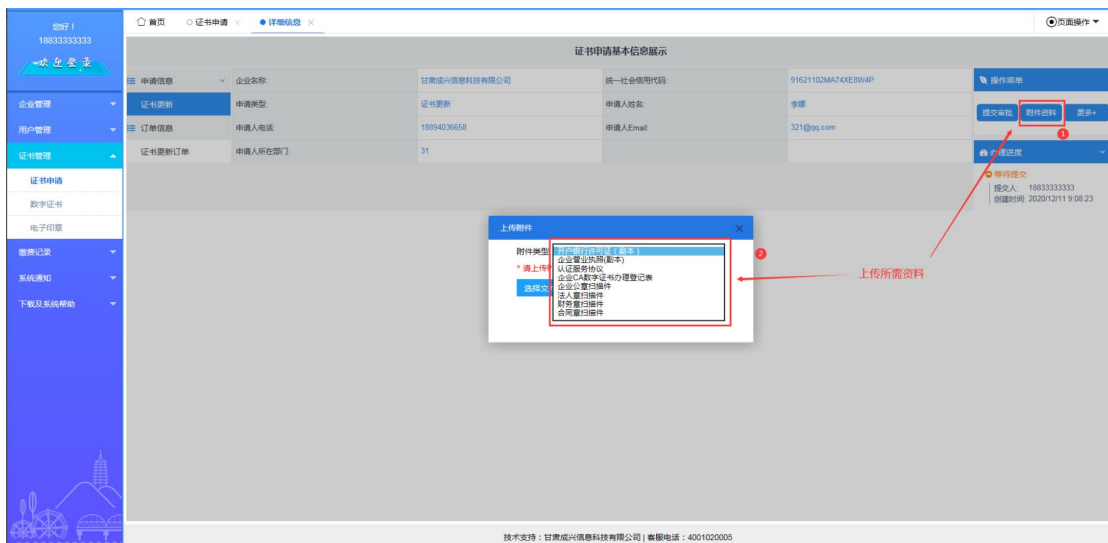 您好！
18833333333
欢迎登录
首页
证书申请 ×
详细信息 ×
页面操作
企业管理
用户管理
证书管理
证书申请
数字证书
电子印章
缴费记录
系统通知
下载及系统帮助
证书申请基本信息展示
申请信息
证书更新
订单信息
证书更新订单
企业名称:
甘肃成兴信息科技有限公司
统一社会信用代码:
91621102MA74XE8W4P
申请类型:
证书更新
申请人姓名:
李娜
申请人电话:
18894036658
申请人Email:
321@qq.com
申请人所在部门:
31
操作菜单
提交审批
附件资料
更多+
1
办理进度
等待提交
提交人: 18833333333
创建时间: 2020/12/11 9:08:23
上传附件 ×
附件类型
开户银行许可证（副本）
企业营业执照(副本)
认证服务协议
企业CA数字证书办理登记表
企业公章扫描件
法人章扫描件
财务章扫描件
合同章扫描件
* 请上传
选择文
2
上传所需资料
技术支持：甘肃成兴信息科技有限公司 | 客服电话：4001020005